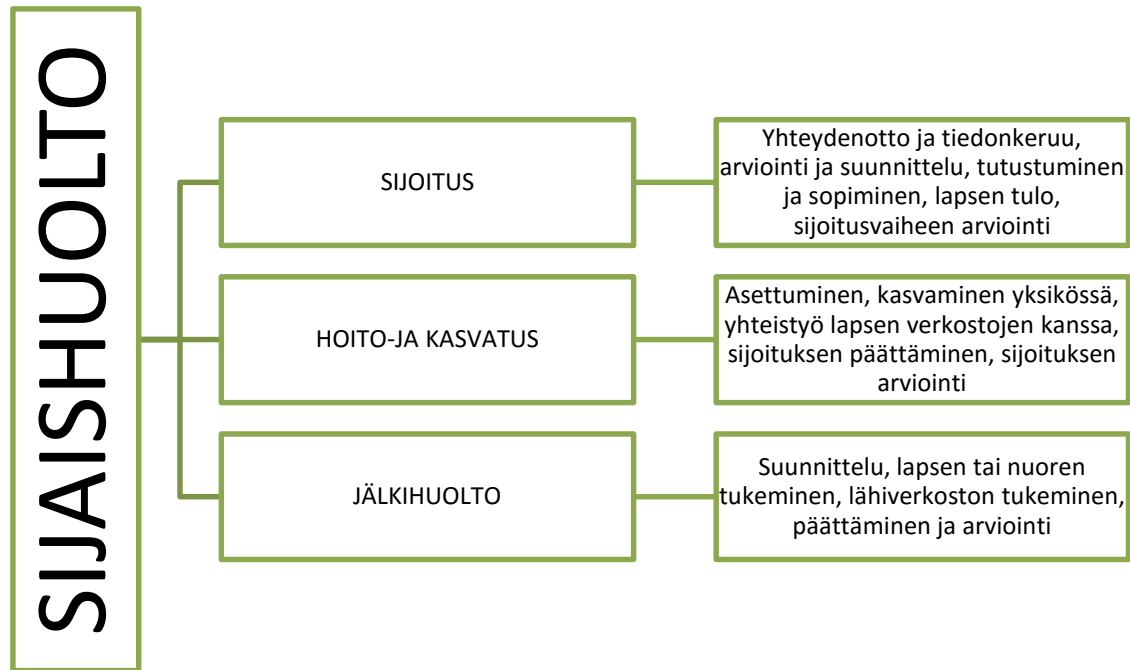 SIJAISHUOLTO
SIJOITUS
Yhteydenotto ja tiedonkeruu,
arviointi ja suunnittelu, tutustuminen
ja sopiminen, lapsen tulo,
sijoitusvaiheen arviointi
HOITO-JA KASVATUS
Asettuminen, kasvaminen yksikössä,
yhteistyö lapsen verkostojen kanssa,
sijoituksen päättäminen, sijoituksen
arviointi
JÄLKIHUOLTO
Suunnittelu, lapsen tai nuoren
tukeminen, lähiverkoston tukeminen,
päättäminen ja arviointi